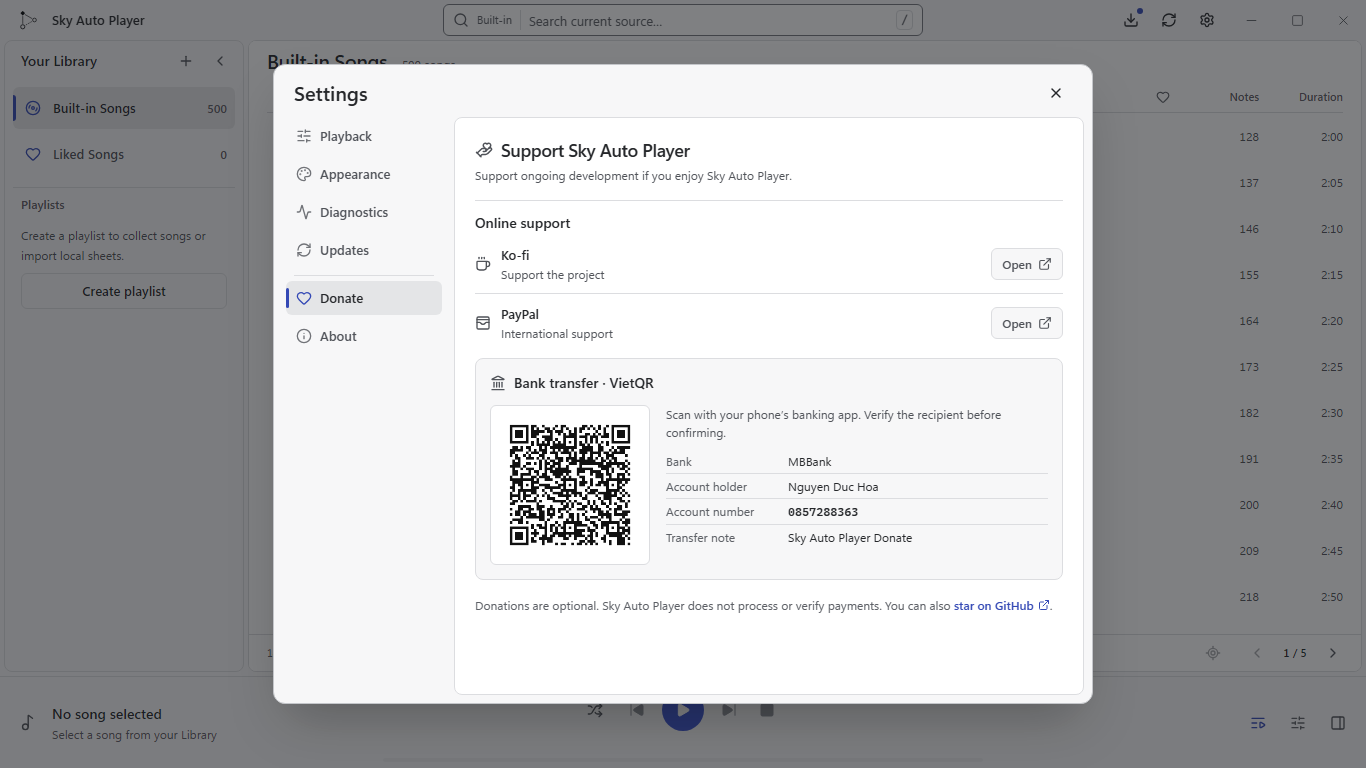 Sky Auto Player
Built-in
Search current source...
/
Your Library
Built-in Songs
500
Liked Songs
0
Playlists
Create a playlist to collect songs or
import local sheets.
Create playlist
Built-in Songs
500 songs
Notes
Duration
128
2:00
137
2:05
146
2:10
155
2:15
164
2:20
173
2:25
182
2:30
191
2:35
200
2:40
209
2:45
218
2:50
1 / 5
Settings
Playback
Appearance
Diagnostics
Updates
Donate
About
Support Sky Auto Player
Support ongoing development if you enjoy Sky Auto Player.
Online support
Ko-fi
Support the project
Open
PayPal
International support
Open
Bank transfer · VietQR
Scan with your phone's banking app. Verify the recipient before
confirming.
Bank
MBBank
Account holder
Nguyen Duc Hoa
Account number
0857288363
Transfer note
Sky Auto Player Donate
Donations are optional. Sky Auto Player does not process or verify payments. You can also star on GitHub.
No song selected
Select a song from your Library